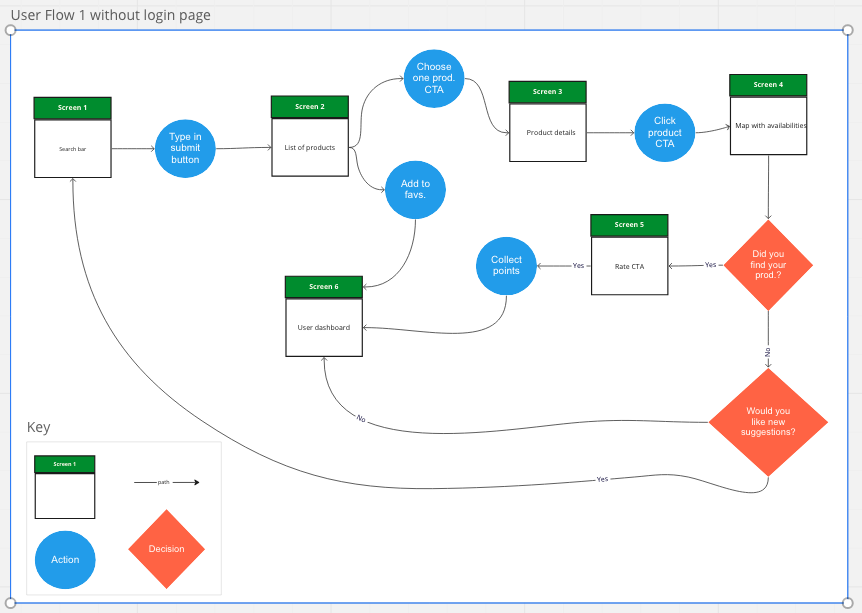 User Flow 1 without login page
Screen 1
Search bar
Type in
submit
button
Screen 2
List of products
Choose
one prod.
CTA
Add to
favs.
Screen 3
Product details
Click
product
CTA
Screen 4
Map with availabilities
Did you
find your
prod.?
Yes
Screen 5
Rate CTA
Yes
Collect
points
Screen 6
User dashboard
No
Would you
like new
suggestions?
No
Yes
Key
Screen 1
path
Action
Decision